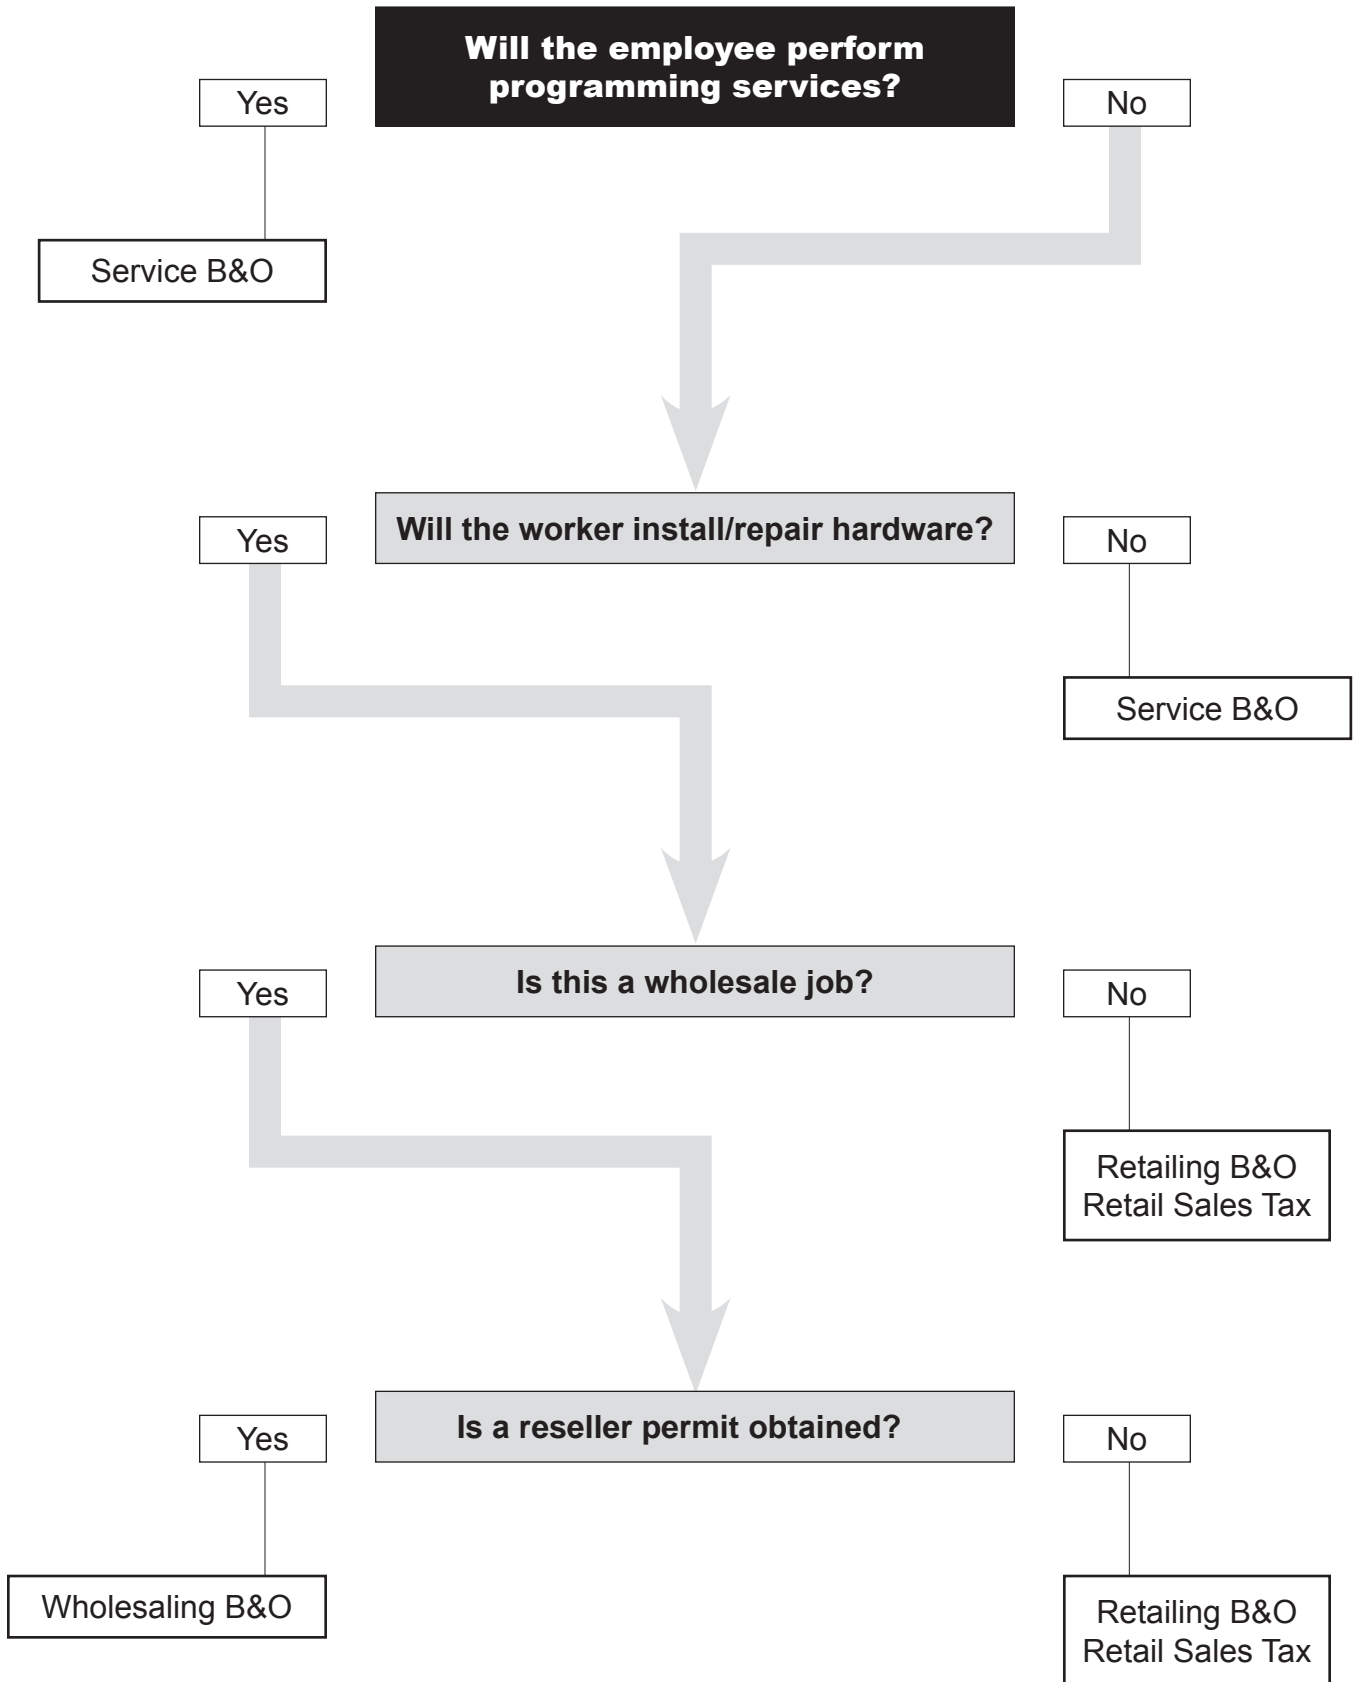 Will the employee perform
programming services?
Yes
No
Service B&O
Will the worker install/repair hardware?
Yes
No
Service B&O
Is this a wholesale job?
Yes
No
Retailing B&O
Retail Sales Tax
Is a reseller permit obtained?
Yes
No
Wholesaling B&O
Retailing B&O
Retail Sales Tax